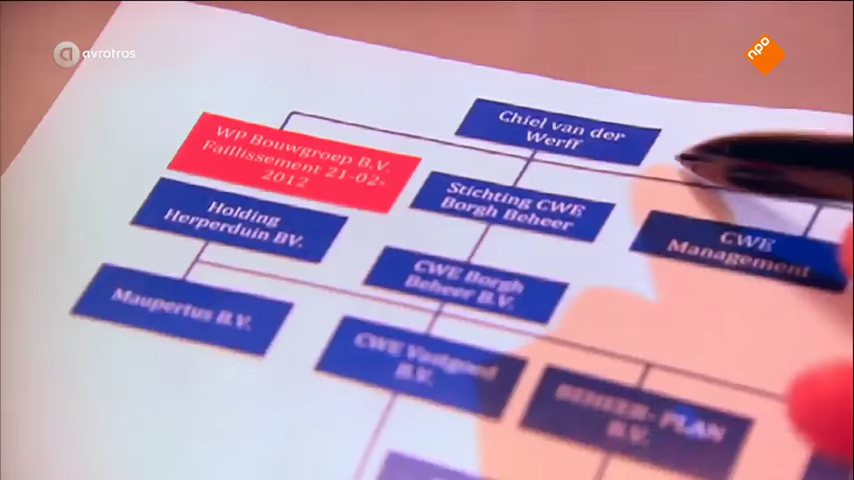 avrotros
npo
Chiel van der
Werff
WP Bouwgroep B.V.
Faillissement 21-02-
2012
Stichting CWE
Borgh Beheer
Holding
Herperduin BV.
CWE
Management
CWE Borgh
Beheer B.V.
Maupertus B.V.
CWE Vastgoed
B.V.
BEHEER- PLAN
B.V.